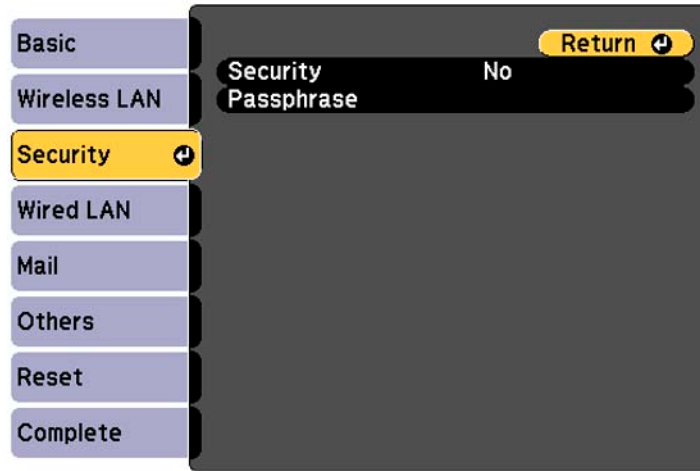 Basic
Wireless LAN
Security
Wired LAN
Mail
Others
Reset
Complete
Return
Security No
Passphrase